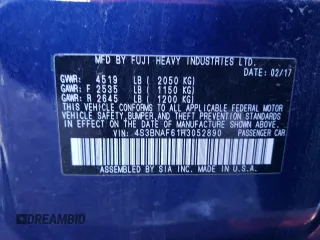 MFD BY FUJI HEAVY INDUSTRIES LTD.
DATE: 02/17
GVWR: 4519 LB ( 2050 KG)
GAWR: F 2535 LB ( 1150 KG)
GAWR: R 2645 LB ( 1200 KG)
THIS VEHICLE CONFORMS TO ALL APPLICABLE FEDERAL MOTOR
VEHICLE SAFETY, BUMPER, AND THEFT PREVENTION STANDARDS
IN EFFECT ON THE DATE OF MANUFACTURE SHOWN ABOVE.
VIN: 4S3BNAF61H3052890 PASSENGER CAR
ASSEMBLED BY SIA INC. MADE IN U.S.A.
DREAMBID